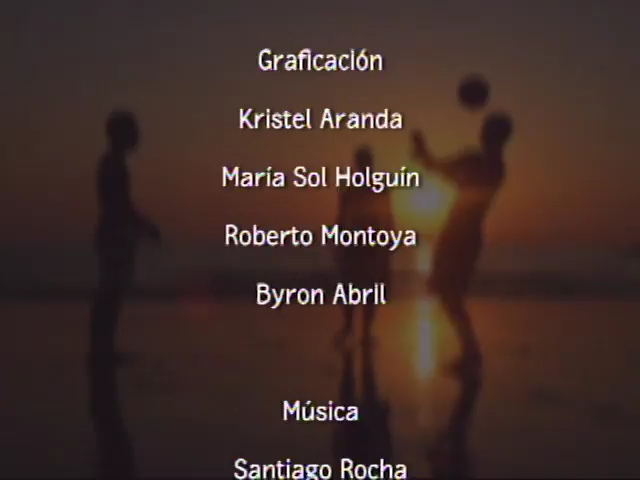 Graficación
Kristel Aranda
María Sol Holguín
Roberto Montoya
Byron Abril
Música
Santiago Rocha